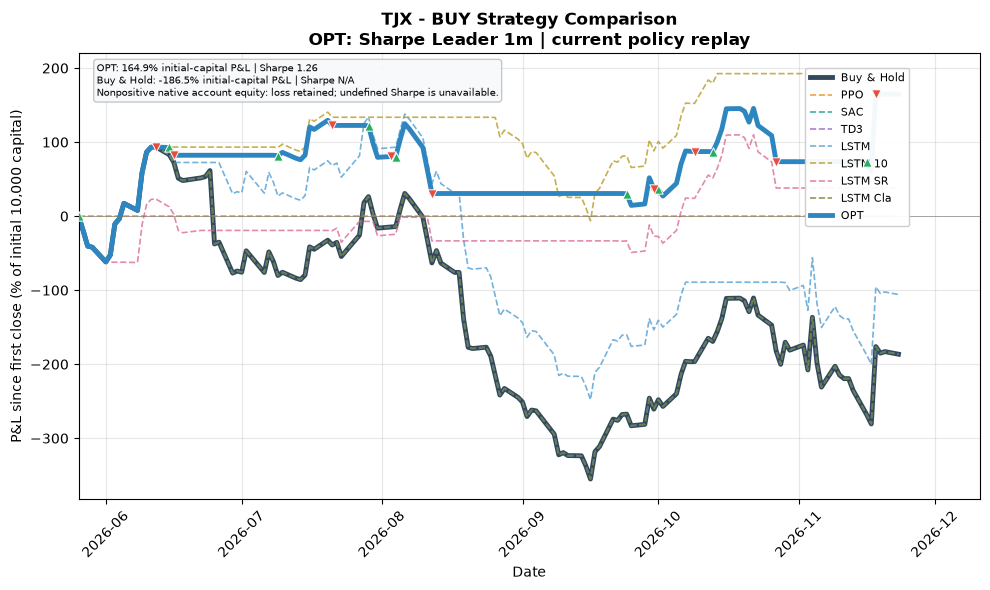 TJX - BUY Strategy Comparison
OPT: Sharpe Leader 1m | current policy replay
OPT: 164.9% initial-capital P&L | Sharpe 1.26
Buy & Hold: -186.5% initial-capital P&L | Sharpe N/A
Nonpositive native account equity: loss retained; undefined Sharpe is unavailable.
Buy & Hold
PPO
SAC
TD3
LSTM
LSTM 10
LSTM SR
LSTM Cla
OPT
P&L since first close (% of initial 10,000 capital)
200
100
0
−100
−200
−300
2026-06
2026-07
2026-08
2026-09
2026-10
2026-11
2026-12
Date